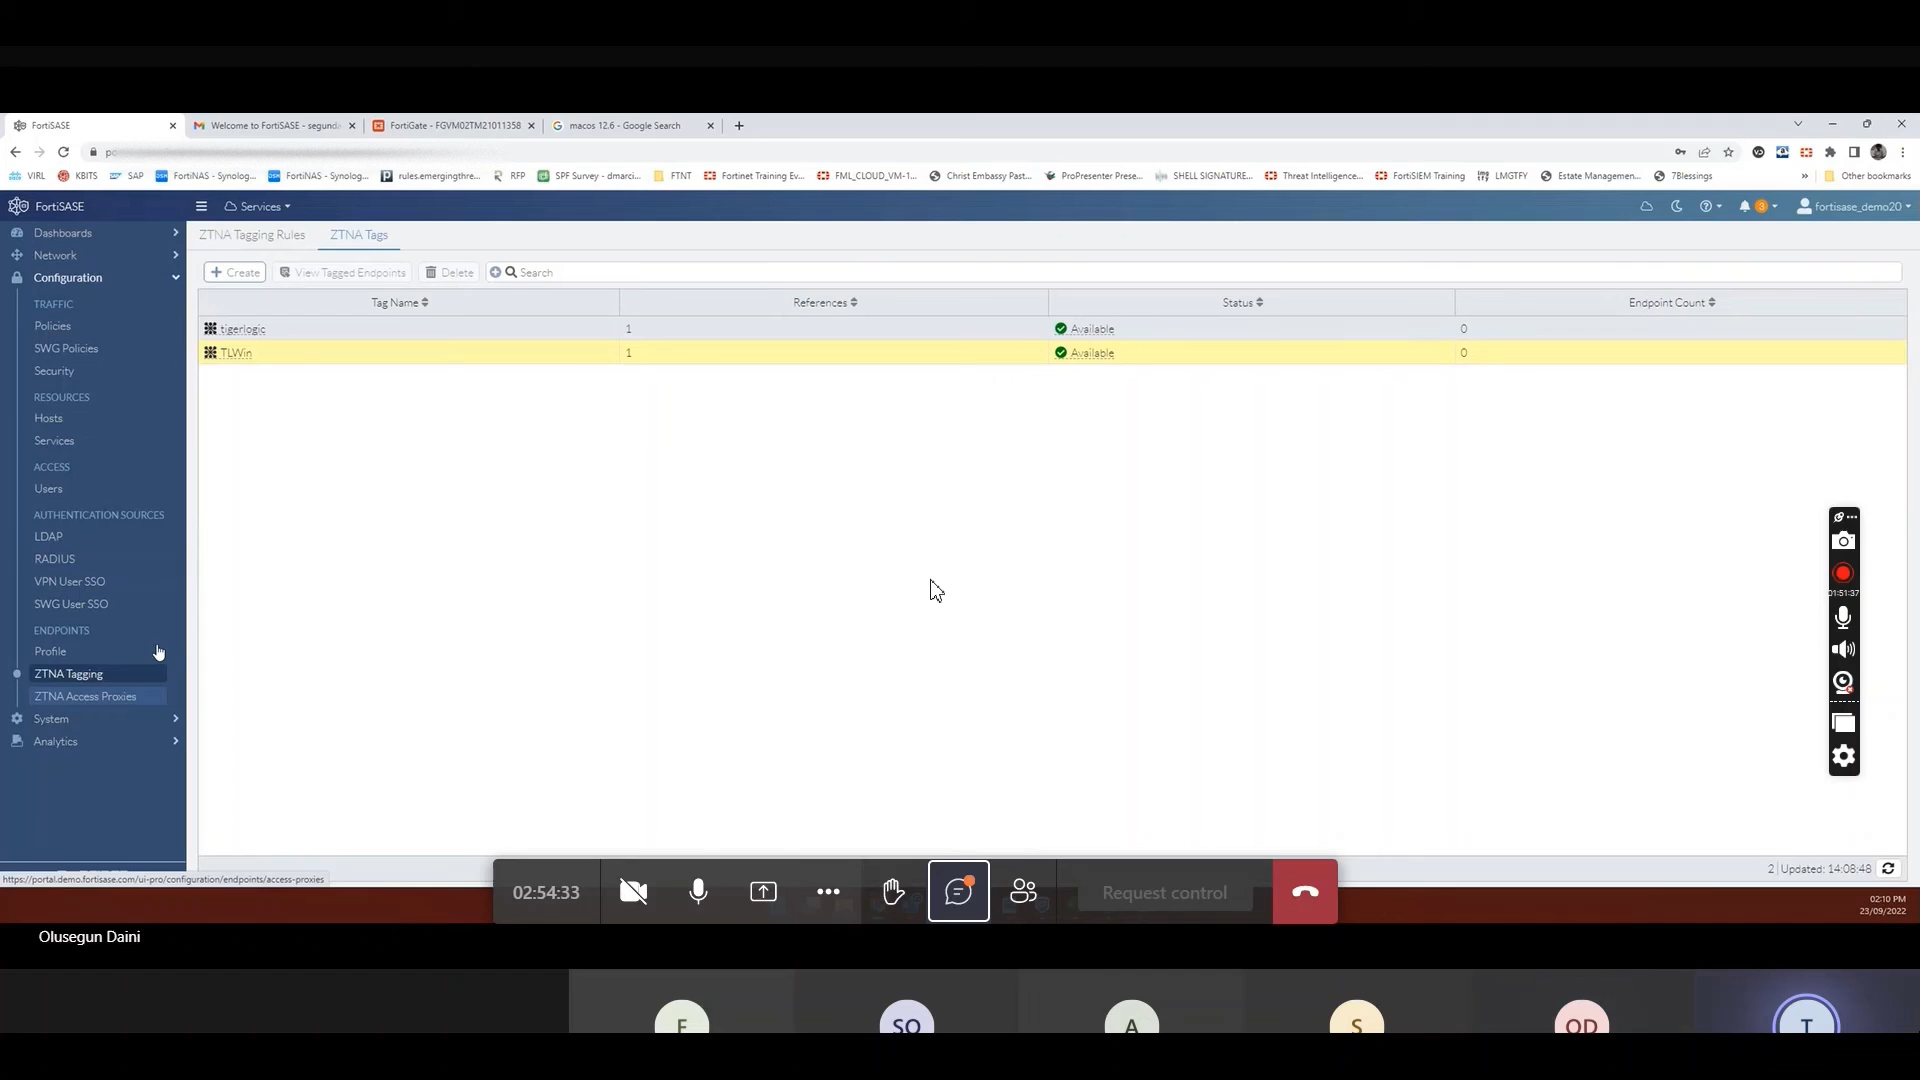 FortiSASE
Welcome to FortiSASE - segund
FortiGate - FGVM02TM21011358
macos 12.6 - Google Search
VIRL
KBITS
SAP
FortiNAS - Synolog...
FortiNAS - Synolog...
rules.emergingthre...
RFP
SPF Survey - dmarci...
FTNT
Fortinet Training Ev...
FML_CLOUD_VM-1...
Christ Embassy Past...
ProPresenter Prese...
SHELL SIGNATURE...
Threat Intelligence...
FortiSIEM Training
LMGTFY
Estate Managemen...
7Blessings
»
Other bookmarks
FortiSASE
Services
3
fortisase_demo20
Dashboards
Network
Configuration
TRAFFIC
Policies
SWG Policies
Security
RESOURCES
Hosts
Services
ACCESS
Users
AUTHENTICATION SOURCES
LDAP
RADIUS
VPN User SSO
SWG User SSO
ENDPOINTS
Profile
ZTNA Tagging
ZTNA Access Proxies
System
Analytics
ZTNA Tagging Rules
ZTNA Tags
Create
View Tagged Endpoints
Delete
Search
Tag Name References Status Endpoint Count
tigerlogic 1 Available 0
TLWin 1 Available 0
01:51:37
2 Updated: 14:08:48
https://portal.demo.fortisase.com/ui-pro/configuration/endpoints/access-proxies
02:54:33
Request control
02:10 PM
23/09/2022
Olusegun Daini
SO
A
S
OD
T